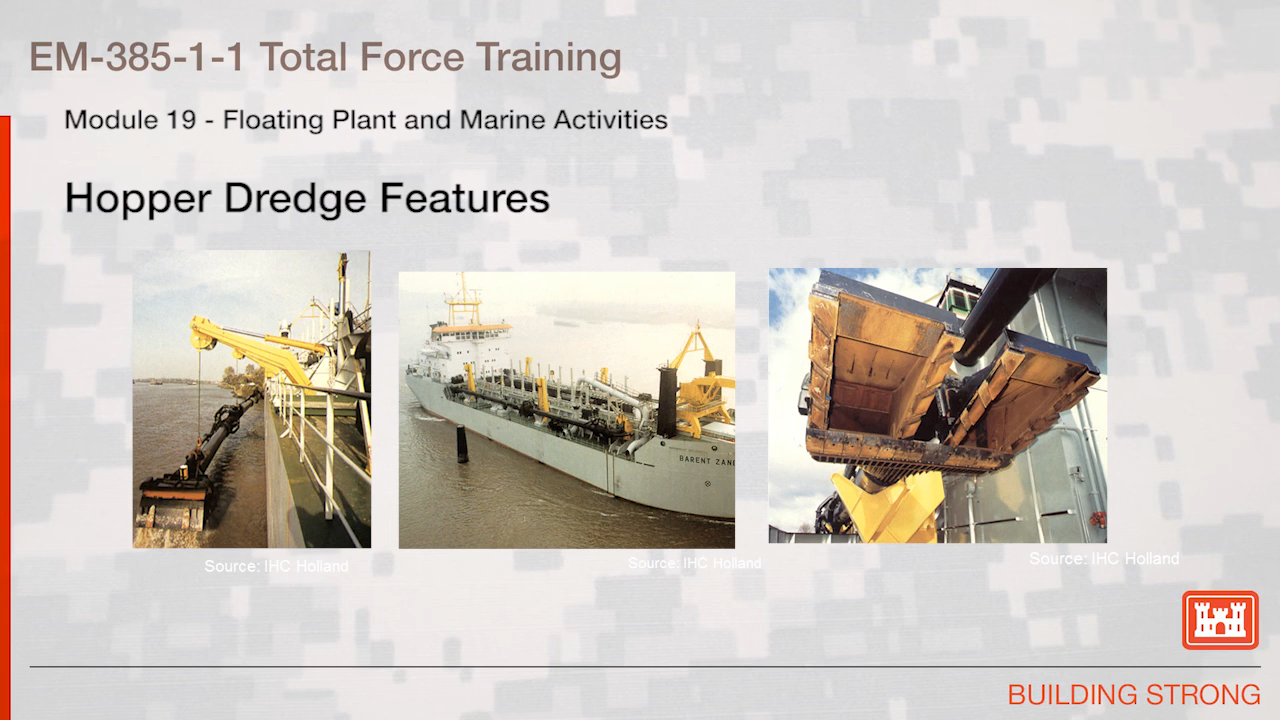 EM-385-1-1 Total Force Training
Module 19 - Floating Plant and Marine Activities
Hopper Dredge Features
BARENT ZAN
Source: IHC Holland
Source: IHC Holland
Source: IHC Holland
BUILDING STRONG